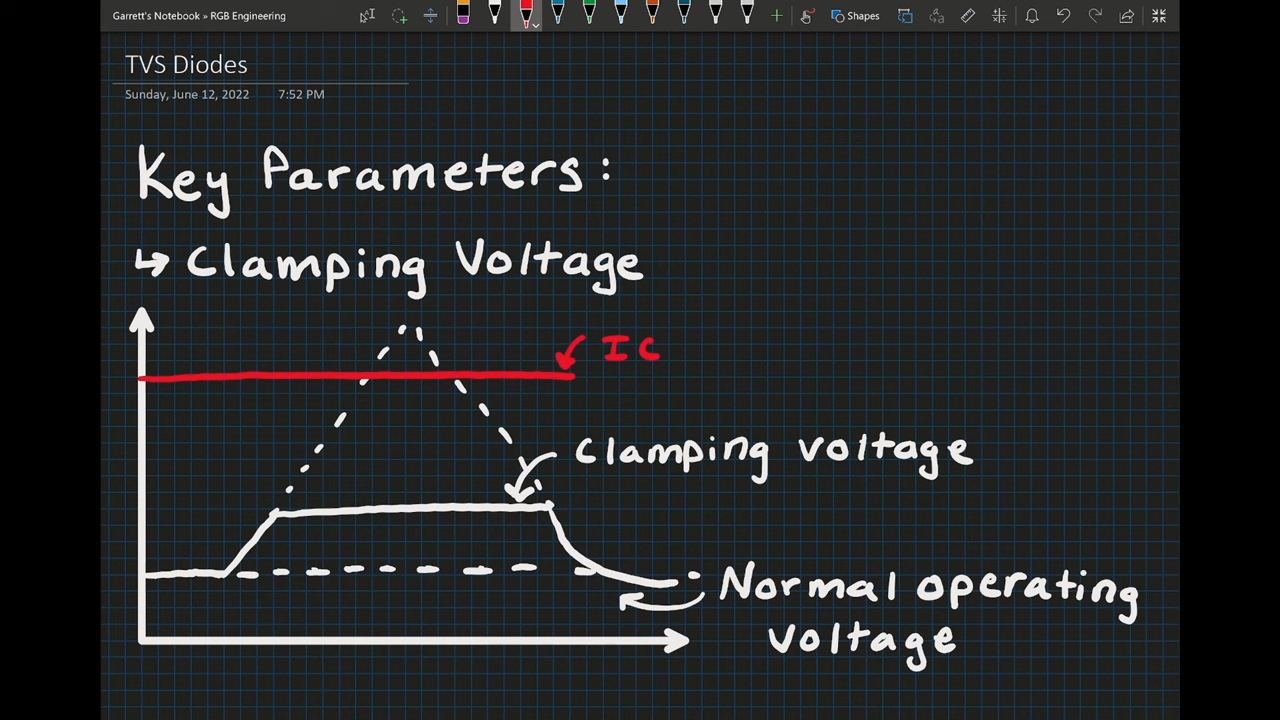 Garrett's Notebook » RGB Engineering
Shapes
TVS Diodes
Sunday, June 12, 2022 7:52 PM
Key Parameters:
↳ Clamping Voltage
IC
Clamping voltage
Normal operating
voltage